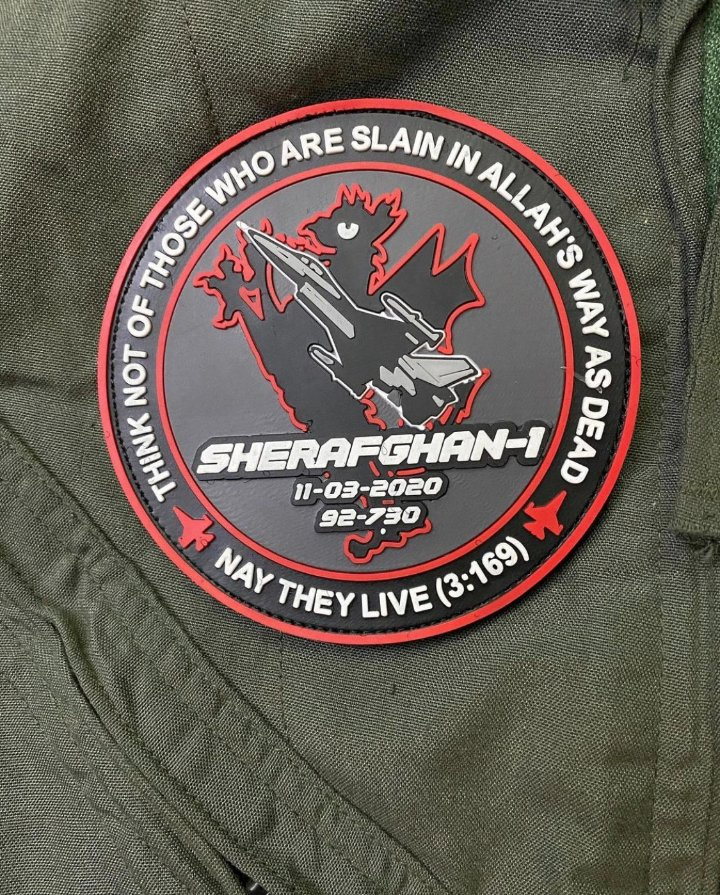 THINK NOT OF THOSE WHO ARE SLAIN IN ALLAH'S WAY AS DEAD
SHERAFGHAN-1
11-03-2020
92-730
NAY THEY LIVE (3:169)